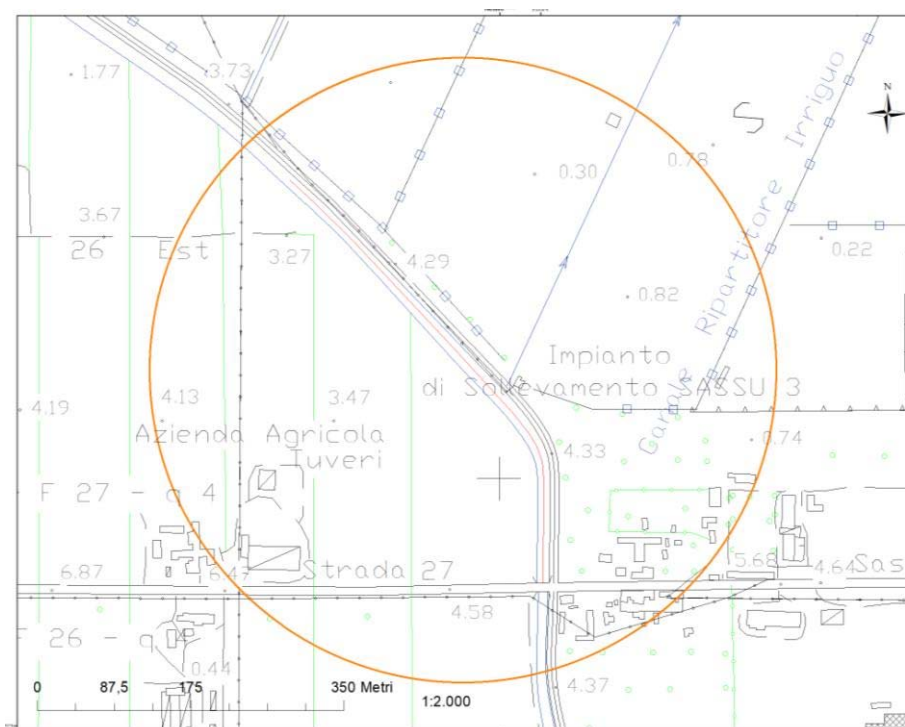 N
1.77
3.73
S
0.78
0.30
3.67
26 Est
3.27
4.29
0.22
0.82
Canale Ripartitore Irriguo
Impianto
di Sollevamento SASSU 3
4.19
4.13
3.47
0.74
Azienda Agricola
Iuveri
4.33
F 27 - q 4
6.87
6.47
Strada 27
5.68
4.64
Sas
4.58
F 26 - q 4
0.44
4.37
0 87,5 175 350 Metri
1:2.000